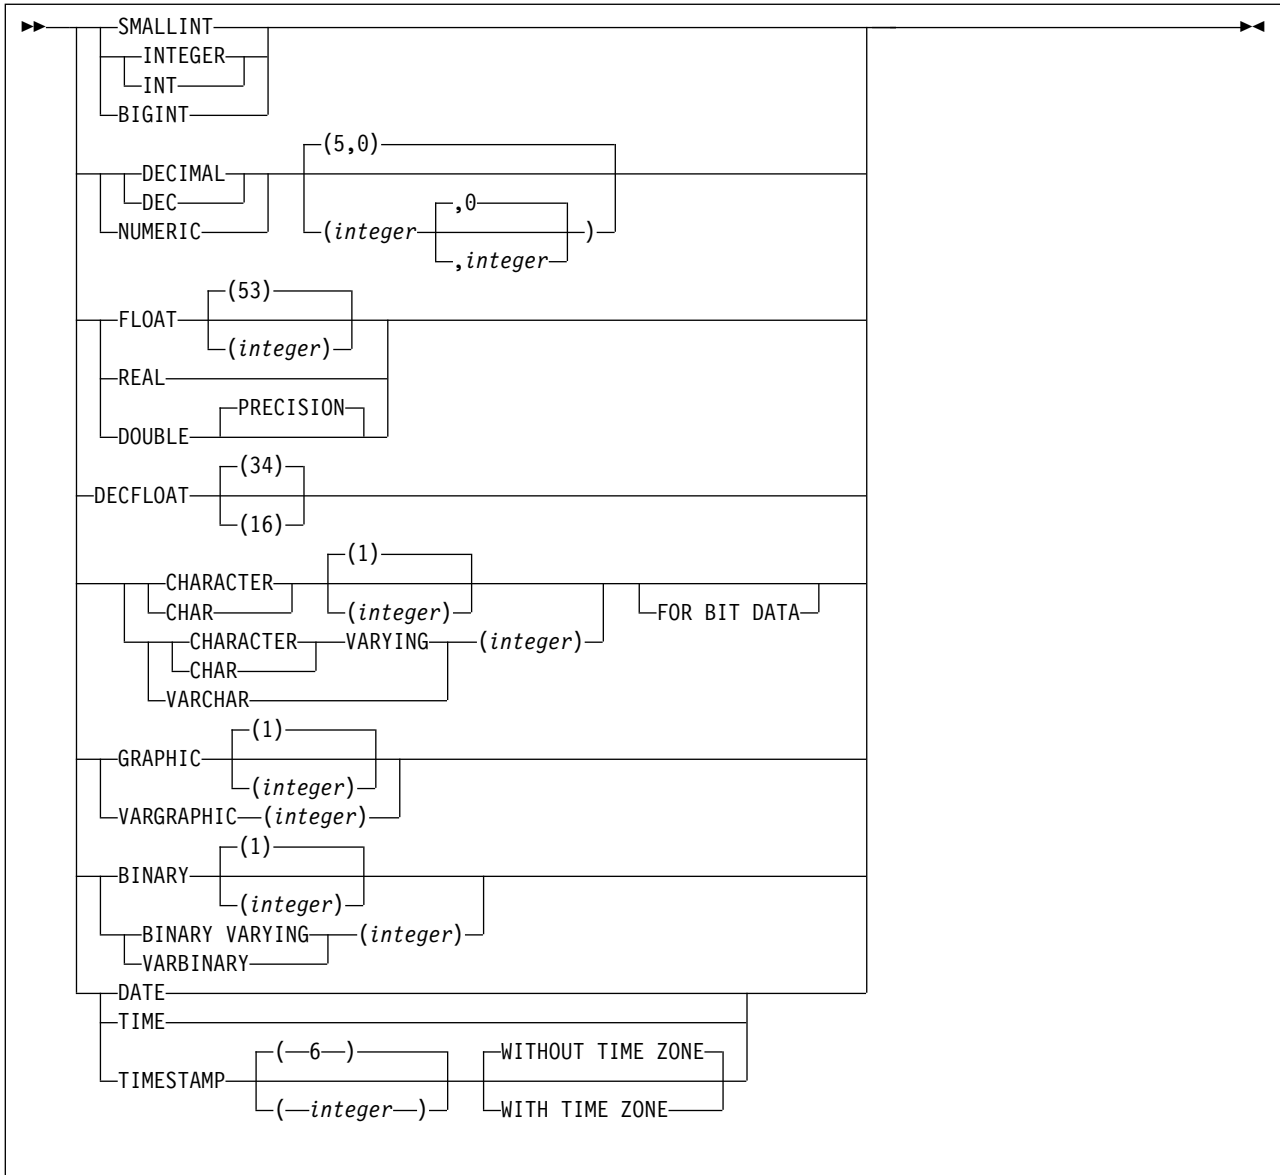 SMALLINT
INTEGER
INT
BIGINT
(5,0)
DECIMAL
DEC
,0
NUMERIC
(integer
)
,integer
(53)
FLOAT
(integer)
REAL
PRECISION
DOUBLE
(34)
DECFLOAT
(16)
(1)
CHARACTER
CHAR
(integer)
FOR BIT DATA
CHARACTER
VARYING
(integer)
CHAR
VARCHAR
(1)
GRAPHIC
(integer)
VARGRAPHIC
(integer)
(1)
BINARY
(integer)
BINARY VARYING
(integer)
VARBINARY
DATE
TIME
( 6 )
WITHOUT TIME ZONE
TIMESTAMP
( integer )
WITH TIME ZONE